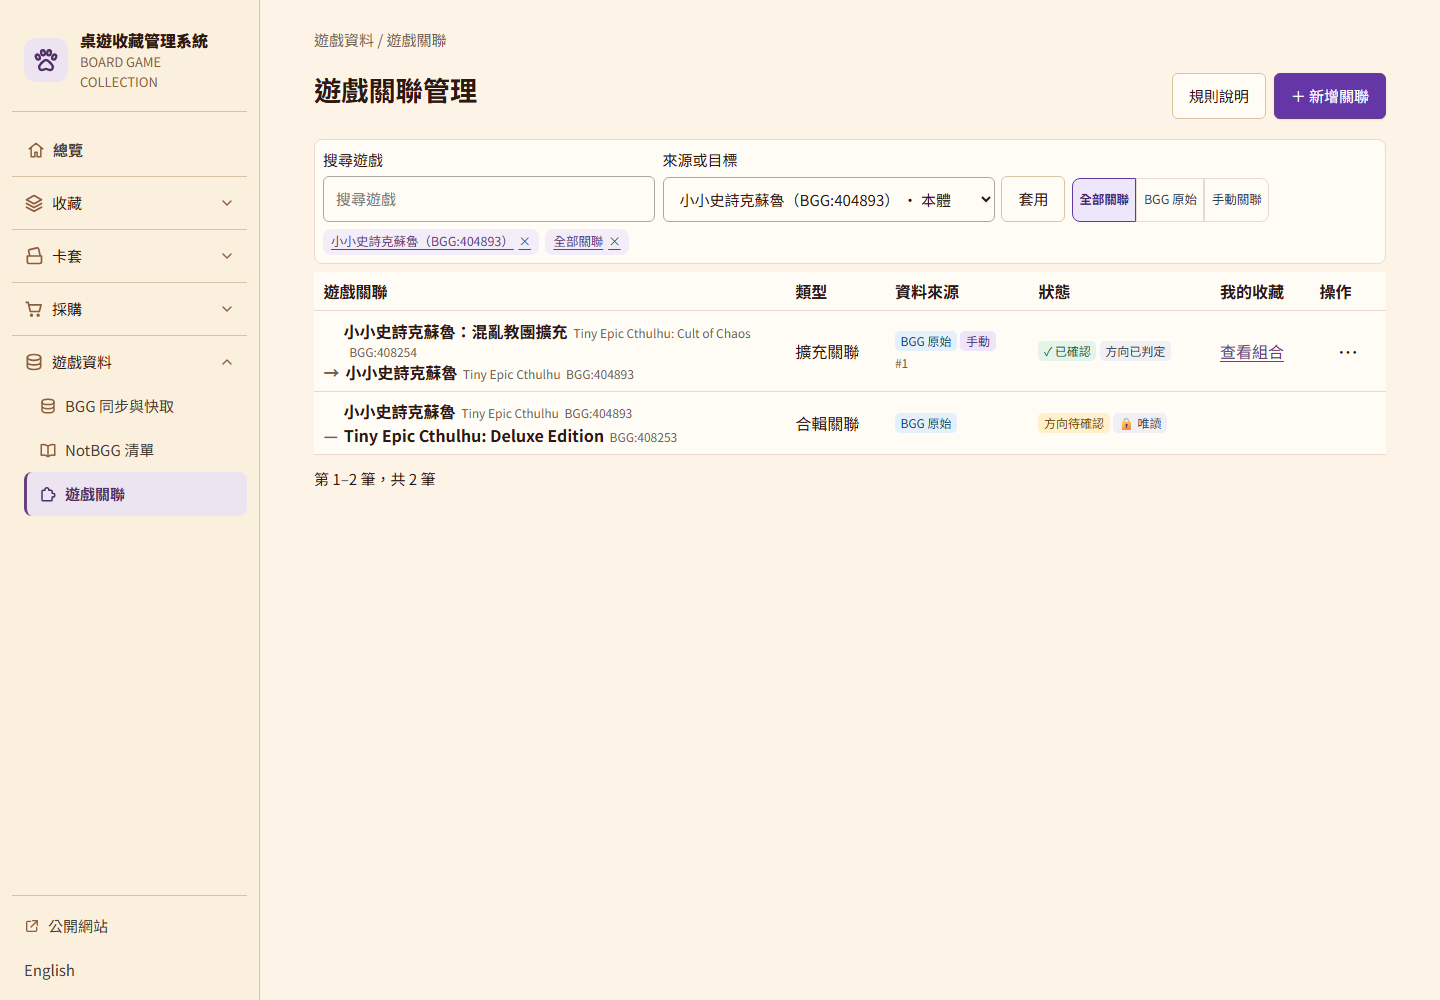 桌遊收藏管理系統
BOARD GAME
COLLECTION
總覽
收藏
卡套
採購
遊戲資料
BGG 同步與快取
NotBGG 清單
遊戲關聯
公開網站
English
遊戲資料 / 遊戲關聯
遊戲關聯管理
規則說明
＋ 新增關聯
搜尋遊戲
來源或目標
搜尋遊戲
小小史詩克蘇魯（BGG:404893） · 本體
套用
全部關聯
BGG 原始
手動關聯
小小史詩克蘇魯（BGG:404893） ×
全部關聯 ×
遊戲關聯 類型 資料來源 狀態 我的收藏 操作
小小史詩克蘇魯：混亂教團擴充 Tiny Epic Cthulhu: Cult of Chaos
BGG:408254
→ 小小史詩克蘇魯 Tiny Epic Cthulhu BGG:404893
擴充關聯
BGG 原始 手動
#1
✓ 已確認 方向已判定
查看組合
⋯
小小史詩克蘇魯 Tiny Epic Cthulhu BGG:404893
— Tiny Epic Cthulhu: Deluxe Edition BGG:408253
合輯關聯
BGG 原始
方向待確認 🔒 唯讀
第 1–2 筆，共 2 筆